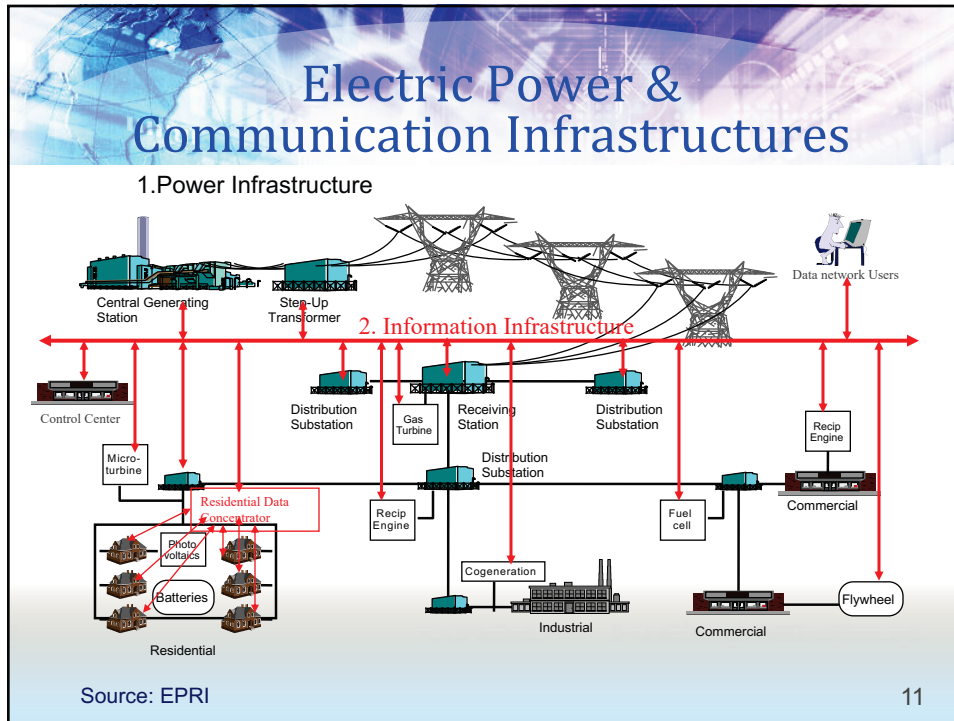 Electric Power &
Communication Infrastructures
1.Power Infrastructure
Data network Users
Central Generating
Station
Step-Up
Transformer
2. Information Infrastructure
Control Center
Distribution
Substation
Gas
Turbine
Receiving
Station
Distribution
Substation
Recip
Engine
Micro-
turbine
Distribution
Substation
Residential Data
Concentrator
Recip
Engine
Fuel
cell
Commercial
Photo
voltaics
Batteries
Cogeneration
Industrial
Commercial
Flywheel
Residential
Source: EPRI
11